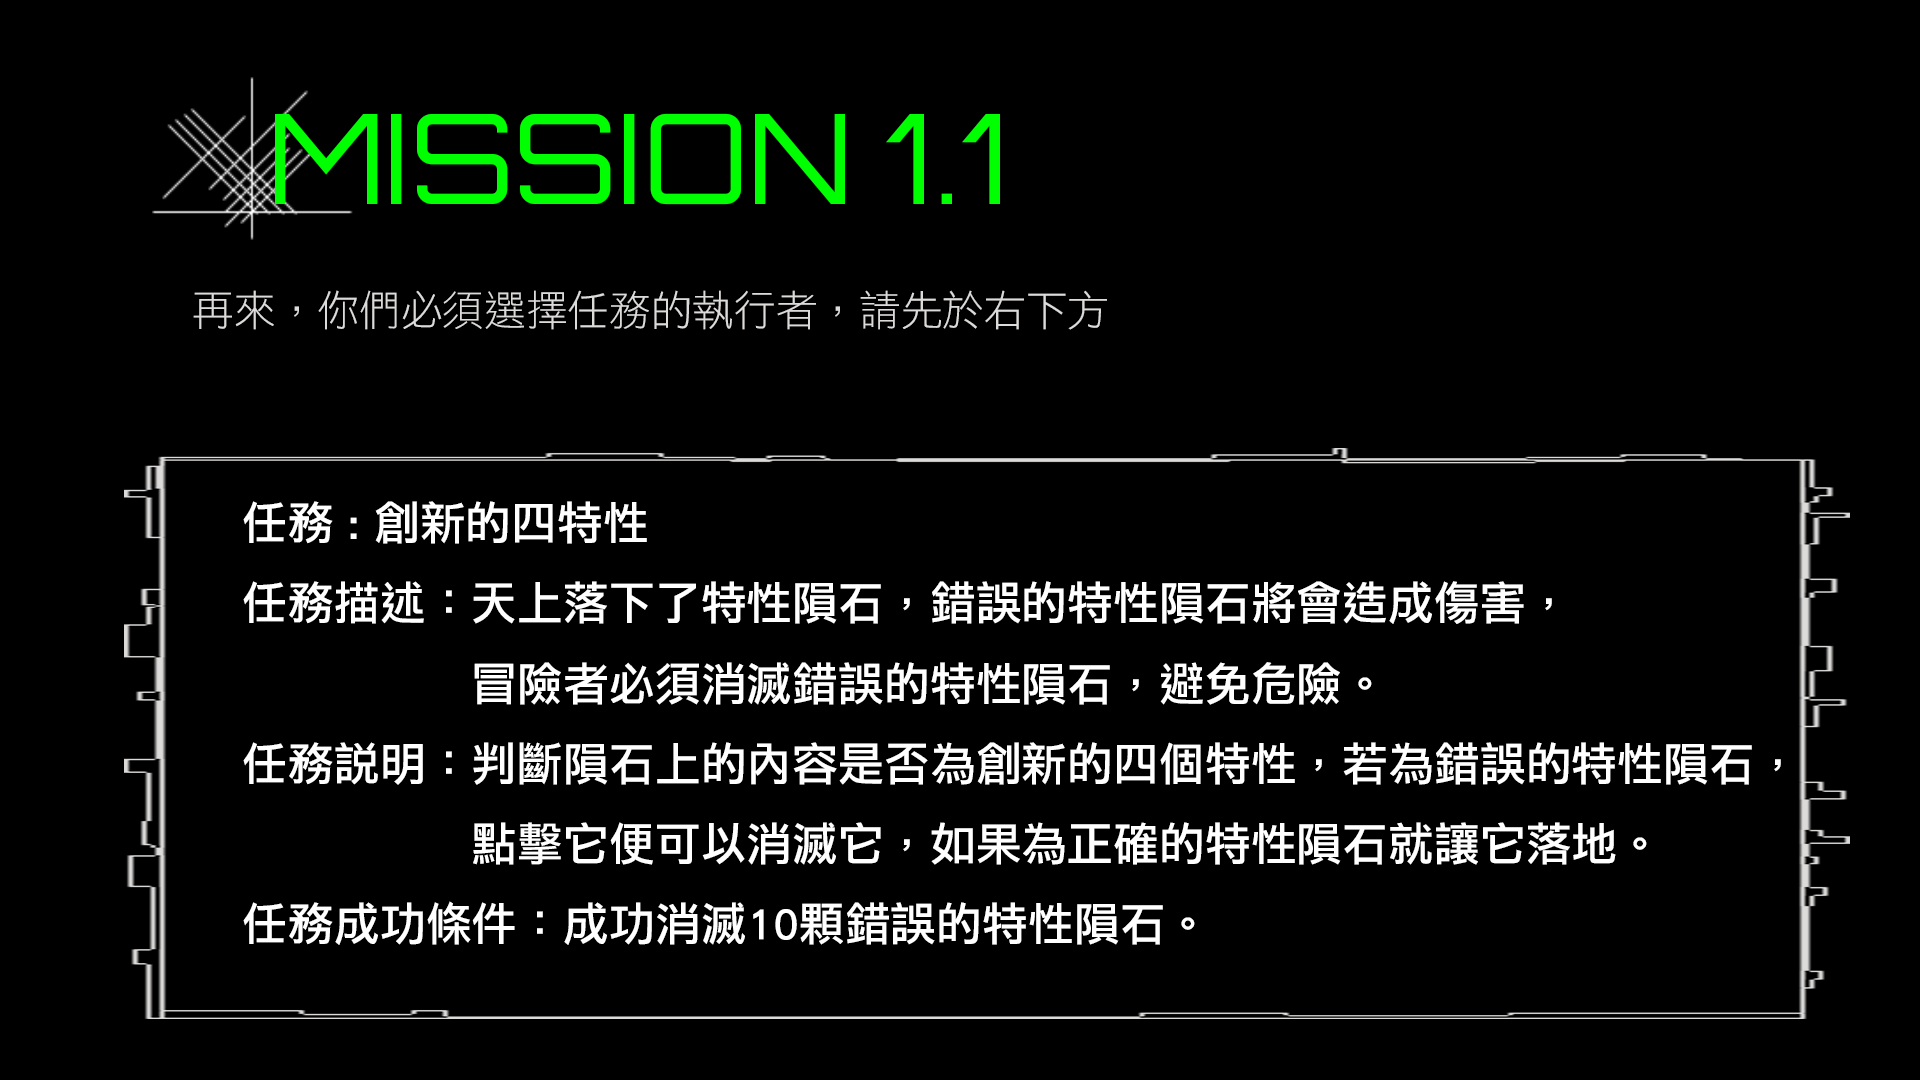 MISSION 1.1
再來，你們必須選擇任務的執行者，請先於右下方
任務 : 創新的四特性
任務描述：天上落下了特性隕石，錯誤的特性隕石將會造成傷害，
冒險者必須消滅錯誤的特性隕石，避免危險。
任務說明：判斷隕石上的內容是否為創新的四個特性，若為錯誤的特性隕石，
點擊它便可以消滅它，如果為正確的特性隕石就讓它落地。
任務成功條件：成功消滅10顆錯誤的特性隕石。